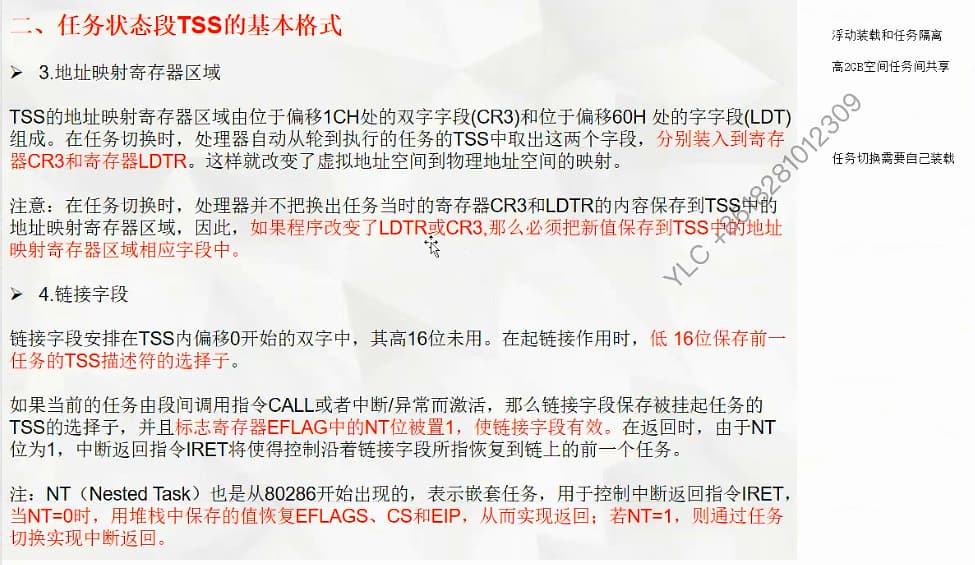 二、任务状态段TSS的基本格式
➢ 3.地址映射寄存器区域
TSS的地址映射寄存器区域由位于偏移1CH处的双字字段(CR3)和位于偏移60H 处的字字段(LDT)
组成。在任务切换时，处理器自动从轮到执行的任务的TSS中取出这两个字段，分别装入到寄存
器CR3和寄存器LDTR。这样就改变了虚拟地址空间到物理地址空间的映射。
注意：在任务切换时，处理器并不把换出任务当时的寄存器CR3和LDTR的内容保存到TSS中的
地址映射寄存器区域，因此，如果程序改变了LDTR或CR3,那么必须把新值保存到TSS中的地址
映射寄存器区域相应字段中。
➢ 4.链接字段
链接字段安排在TSS内偏移0开始的双字中，其高16位未用。在起链接作用时，低 16位保存前一
任务的TSS描述符的选择子。
如果当前的任务由段间调用指令CALL或者中断/异常而激活，那么链接字段保存被挂起任务的
TSS的选择子，并且标志寄存器EFLAG中的NT位被置1，使链接字段有效。在返回时，由于NT
位为1，中断返回指令IRET将使得控制沿着链接字段所指恢复到链上的前一个任务。
注：NT（Nested Task）也是从80286开始出现的，表示嵌套任务，用于控制中断返回指令IRET，
当NT=0时，用堆栈中保存的值恢复EFLAGS、CS和EIP，从而实现返回；若NT=1，则通过任务
切换实现中断返回。
浮动装载和任务隔离
高2GB空间任务间共享
任务切换需要自己装载
YLC +8618281012309